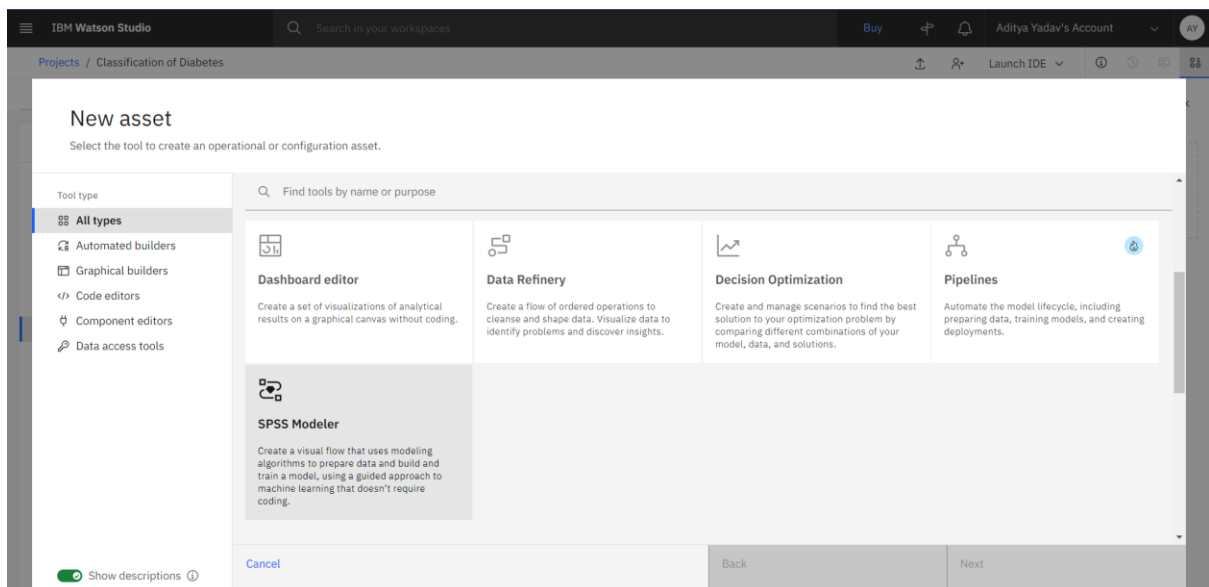 IBM Watson Studio
Search in your workspaces
Buy
Aditya Yadav's Account
AY
Projects / Classification of Diabetes
Launch IDE
New asset
Select the tool to create an operational or configuration asset.
Tool type
All types
Automated builders
Graphical builders
Code editors
Component editors
Data access tools
Show descriptions
Find tools by name or purpose
Dashboard editor
Create a set of visualizations of analytical
results on a graphical canvas without coding.
Data Refinery
Create a flow of ordered operations to
cleanse and shape data. Visualize data to
identify problems and discover insights.
Decision Optimization
Create and manage scenarios to find the best
solution to your optimization problem by
comparing different combinations of your
model, data, and solutions.
Pipelines
Automate the model lifecycle, including
preparing data, training models, and creating
deployments.
SPSS Modeler
Create a visual flow that uses modeling
algorithms to prepare data and build and
train a model, using a guided approach to
machine learning that doesn't require
coding.
Cancel
Back
Next